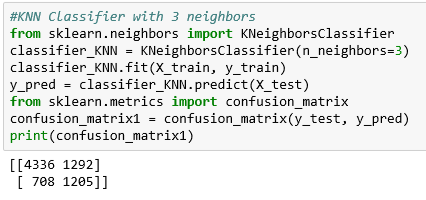 #KNN Classifier with 3 neighbors
from sklearn.neighbors import KNeighborsClassifier
classifier_KNN = KNeighborsClassifier(n_neighbors=3)
classifier_KNN.fit(X_train, y_train)
y_pred = classifier_KNN.predict(X_test)
from sklearn.metrics import confusion_matrix
confusion_matrix1 = confusion_matrix(y_test, y_pred)
print(confusion_matrix1)
[[4336 1292]
 [ 708 1205]]